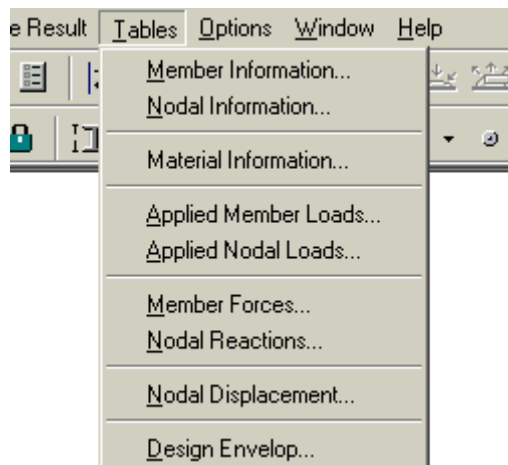 e Result Tables Options Window Help
Member Information...
Nodal Information...
Material Information...
Applied Member Loads...
Applied Nodal Loads...
Member Forces...
Nodal Reactions...
Nodal Displacement...
Design Envelop...